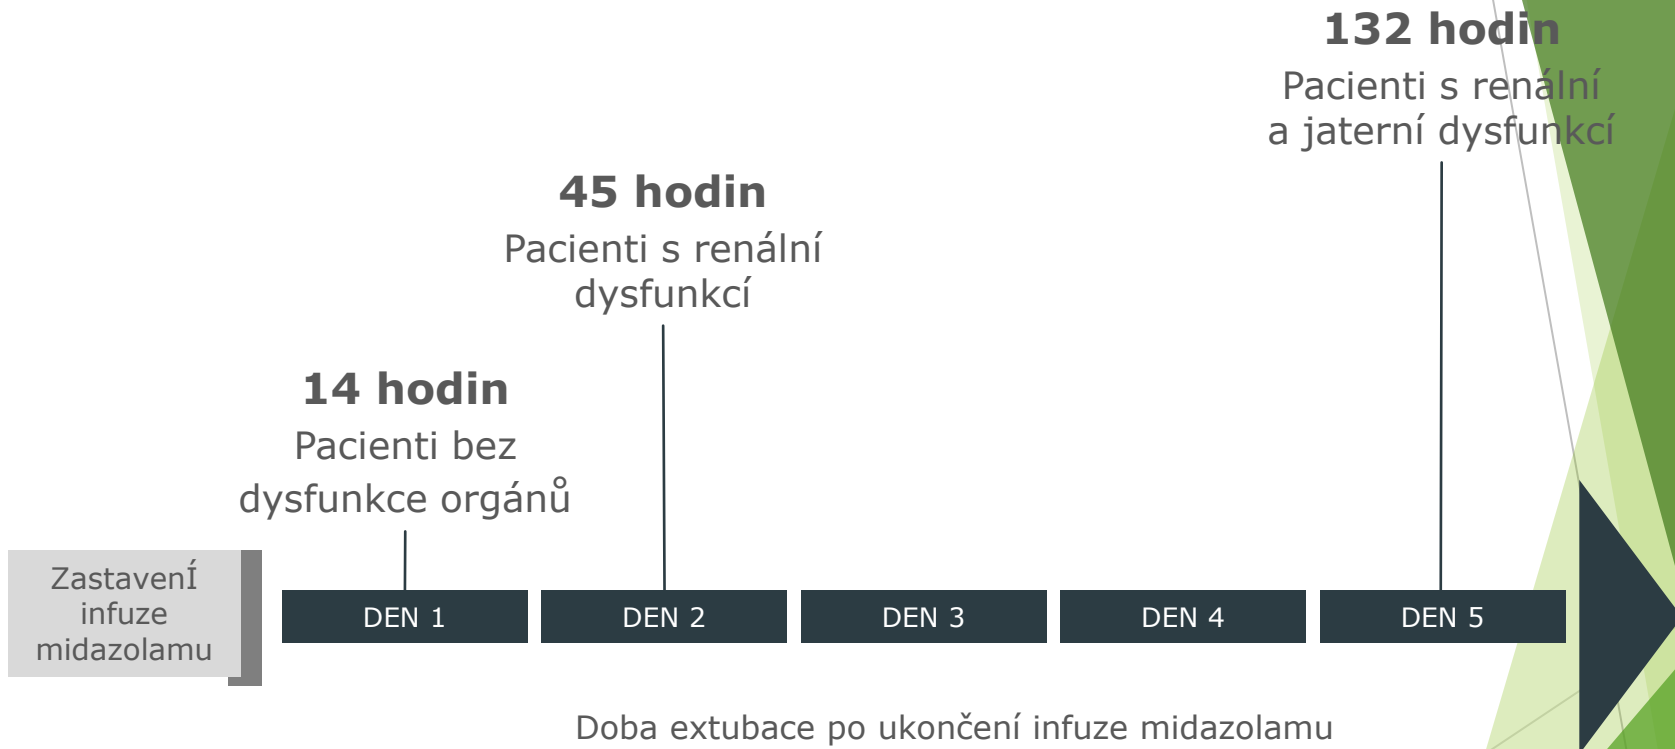 132 hodin
Pacienti s renální
a jaterní dysfunkcí
45 hodin
Pacienti s renální
dysfunkcí
14 hodin
Pacienti bez
dysfunkce orgánů
ZastavenÍ
infuze
midazolamu
DEN 1
DEN 2
DEN 3
DEN 4
DEN 5
Doba extubace po ukončení infuze midazolamu